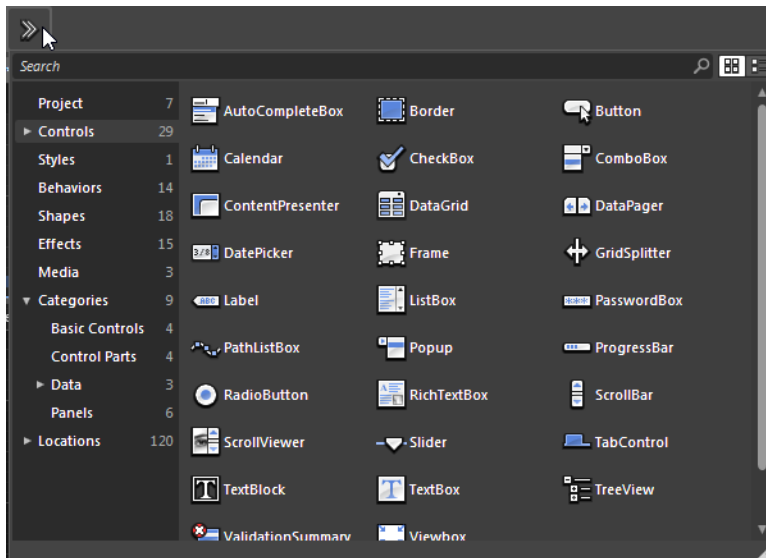 Search
Project 7
Controls 29
Styles 1
Behaviors 14
Shapes 18
Effects 15
Media 3
Categories 9
Basic Controls 4
Control Parts 4
Data 3
Panels 6
Locations 120
AutoCompleteBox Border Button
Calendar CheckBox ComboBox
ContentPresenter DataGrid DataPager
3/8 DatePicker Frame GridSplitter
ABC Label ListBox PasswordBox
PathListBox Popup ProgressBar
RadioButton RichTextBox ScrollBar
ScrollViewer Slider TabControl
T TextBlock T TextBox TreeView
ValidationSummary Viewbox